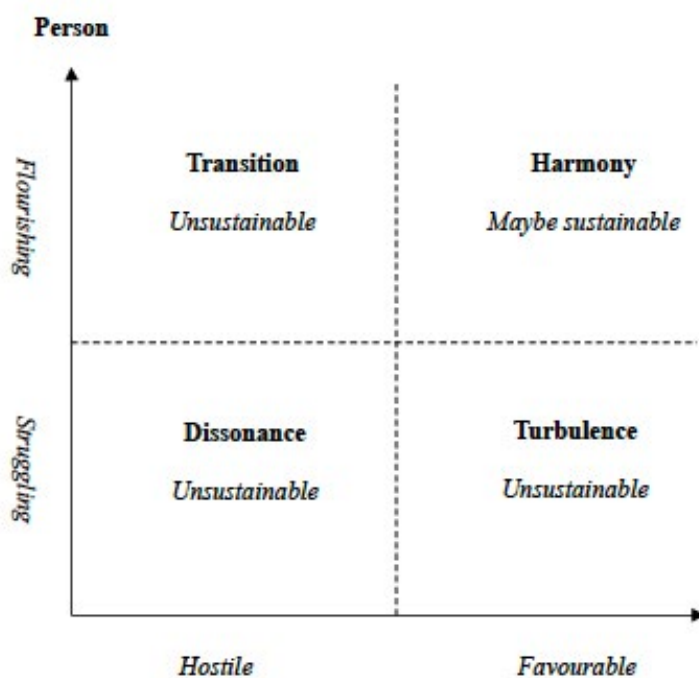 Person
Flourishing
Transition
Harmony
Unsustainable
Maybe sustainable
Struggling
Dissonance
Turbulence
Unsustainable
Unsustainable
Hostile
Favourable